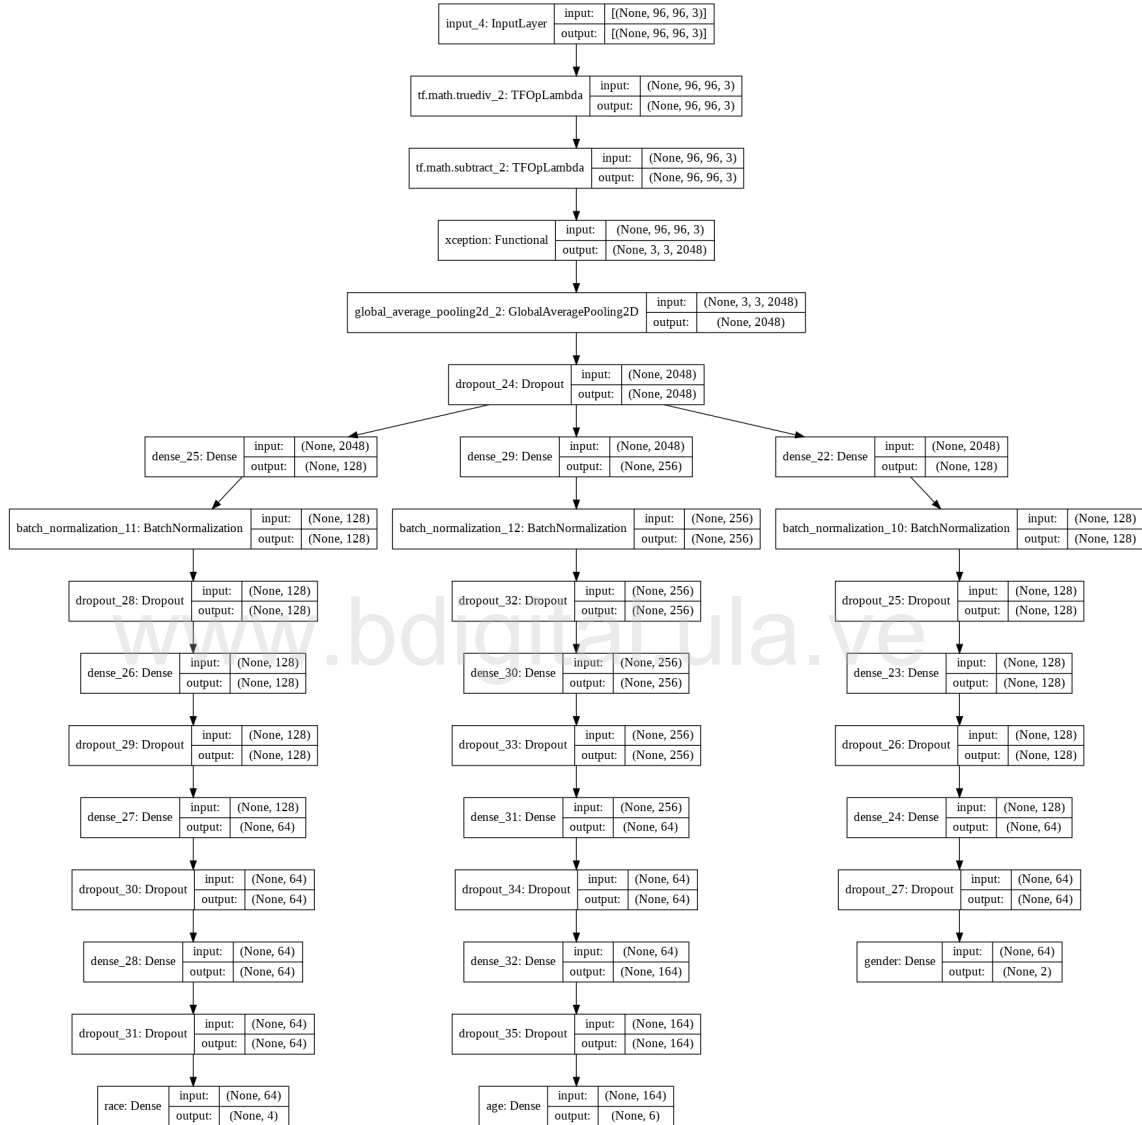 input_4: InputLayer input: [(None, 96, 96, 3)]
output: [(None, 96, 96, 3)]
tf.math.truediv_2: TFOpLambda input: (None, 96, 96, 3)
output: (None, 96, 96, 3)
tf.math.subtract_2: TFOpLambda input: (None, 96, 96, 3)
output: (None, 96, 96, 3)
xception: Functional input: (None, 96, 96, 3)
output: (None, 3, 3, 2048)
global_average_pooling2d_2: GlobalAveragePooling2D input: (None, 3, 3, 2048)
output: (None, 2048)
dropout_24: Dropout input: (None, 2048)
output: (None, 2048)
dense_25: Dense input: (None, 2048)
output: (None, 128)
dense_29: Dense input: (None, 2048)
output: (None, 256)
dense_22: Dense input: (None, 2048)
output: (None, 128)
batch_normalization_11: BatchNormalization input: (None, 128)
output: (None, 128)
batch_normalization_12: BatchNormalization input: (None, 256)
output: (None, 256)
batch_normalization_10: BatchNormalization input: (None, 128)
output: (None, 128)
dropout_28: Dropout input: (None, 128)
output: (None, 128)
dropout_32: Dropout input: (None, 256)
output: (None, 256)
dropout_25: Dropout input: (None, 128)
output: (None, 128)
www.bdigital.ula.ve
dense_26: Dense input: (None, 128)
output: (None, 128)
dense_30: Dense input: (None, 256)
output: (None, 256)
dense_23: Dense input: (None, 128)
output: (None, 128)
dropout_29: Dropout input: (None, 128)
output: (None, 128)
dropout_33: Dropout input: (None, 256)
output: (None, 256)
dropout_26: Dropout input: (None, 128)
output: (None, 128)
dense_27: Dense input: (None, 128)
output: (None, 64)
dense_31: Dense input: (None, 256)
output: (None, 64)
dense_24: Dense input: (None, 128)
output: (None, 64)
dropout_30: Dropout input: (None, 64)
output: (None, 64)
dropout_34: Dropout input: (None, 64)
output: (None, 64)
dropout_27: Dropout input: (None, 64)
output: (None, 64)
dense_28: Dense input: (None, 64)
output: (None, 64)
dense_32: Dense input: (None, 64)
output: (None, 164)
gender: Dense input: (None, 64)
output: (None, 2)
dropout_31: Dropout input: (None, 64)
output: (None, 64)
dropout_35: Dropout input: (None, 164)
output: (None, 164)
race: Dense input: (None, 64)
output: (None, 4)
age: Dense input: (None, 164)
output: (None, 6)